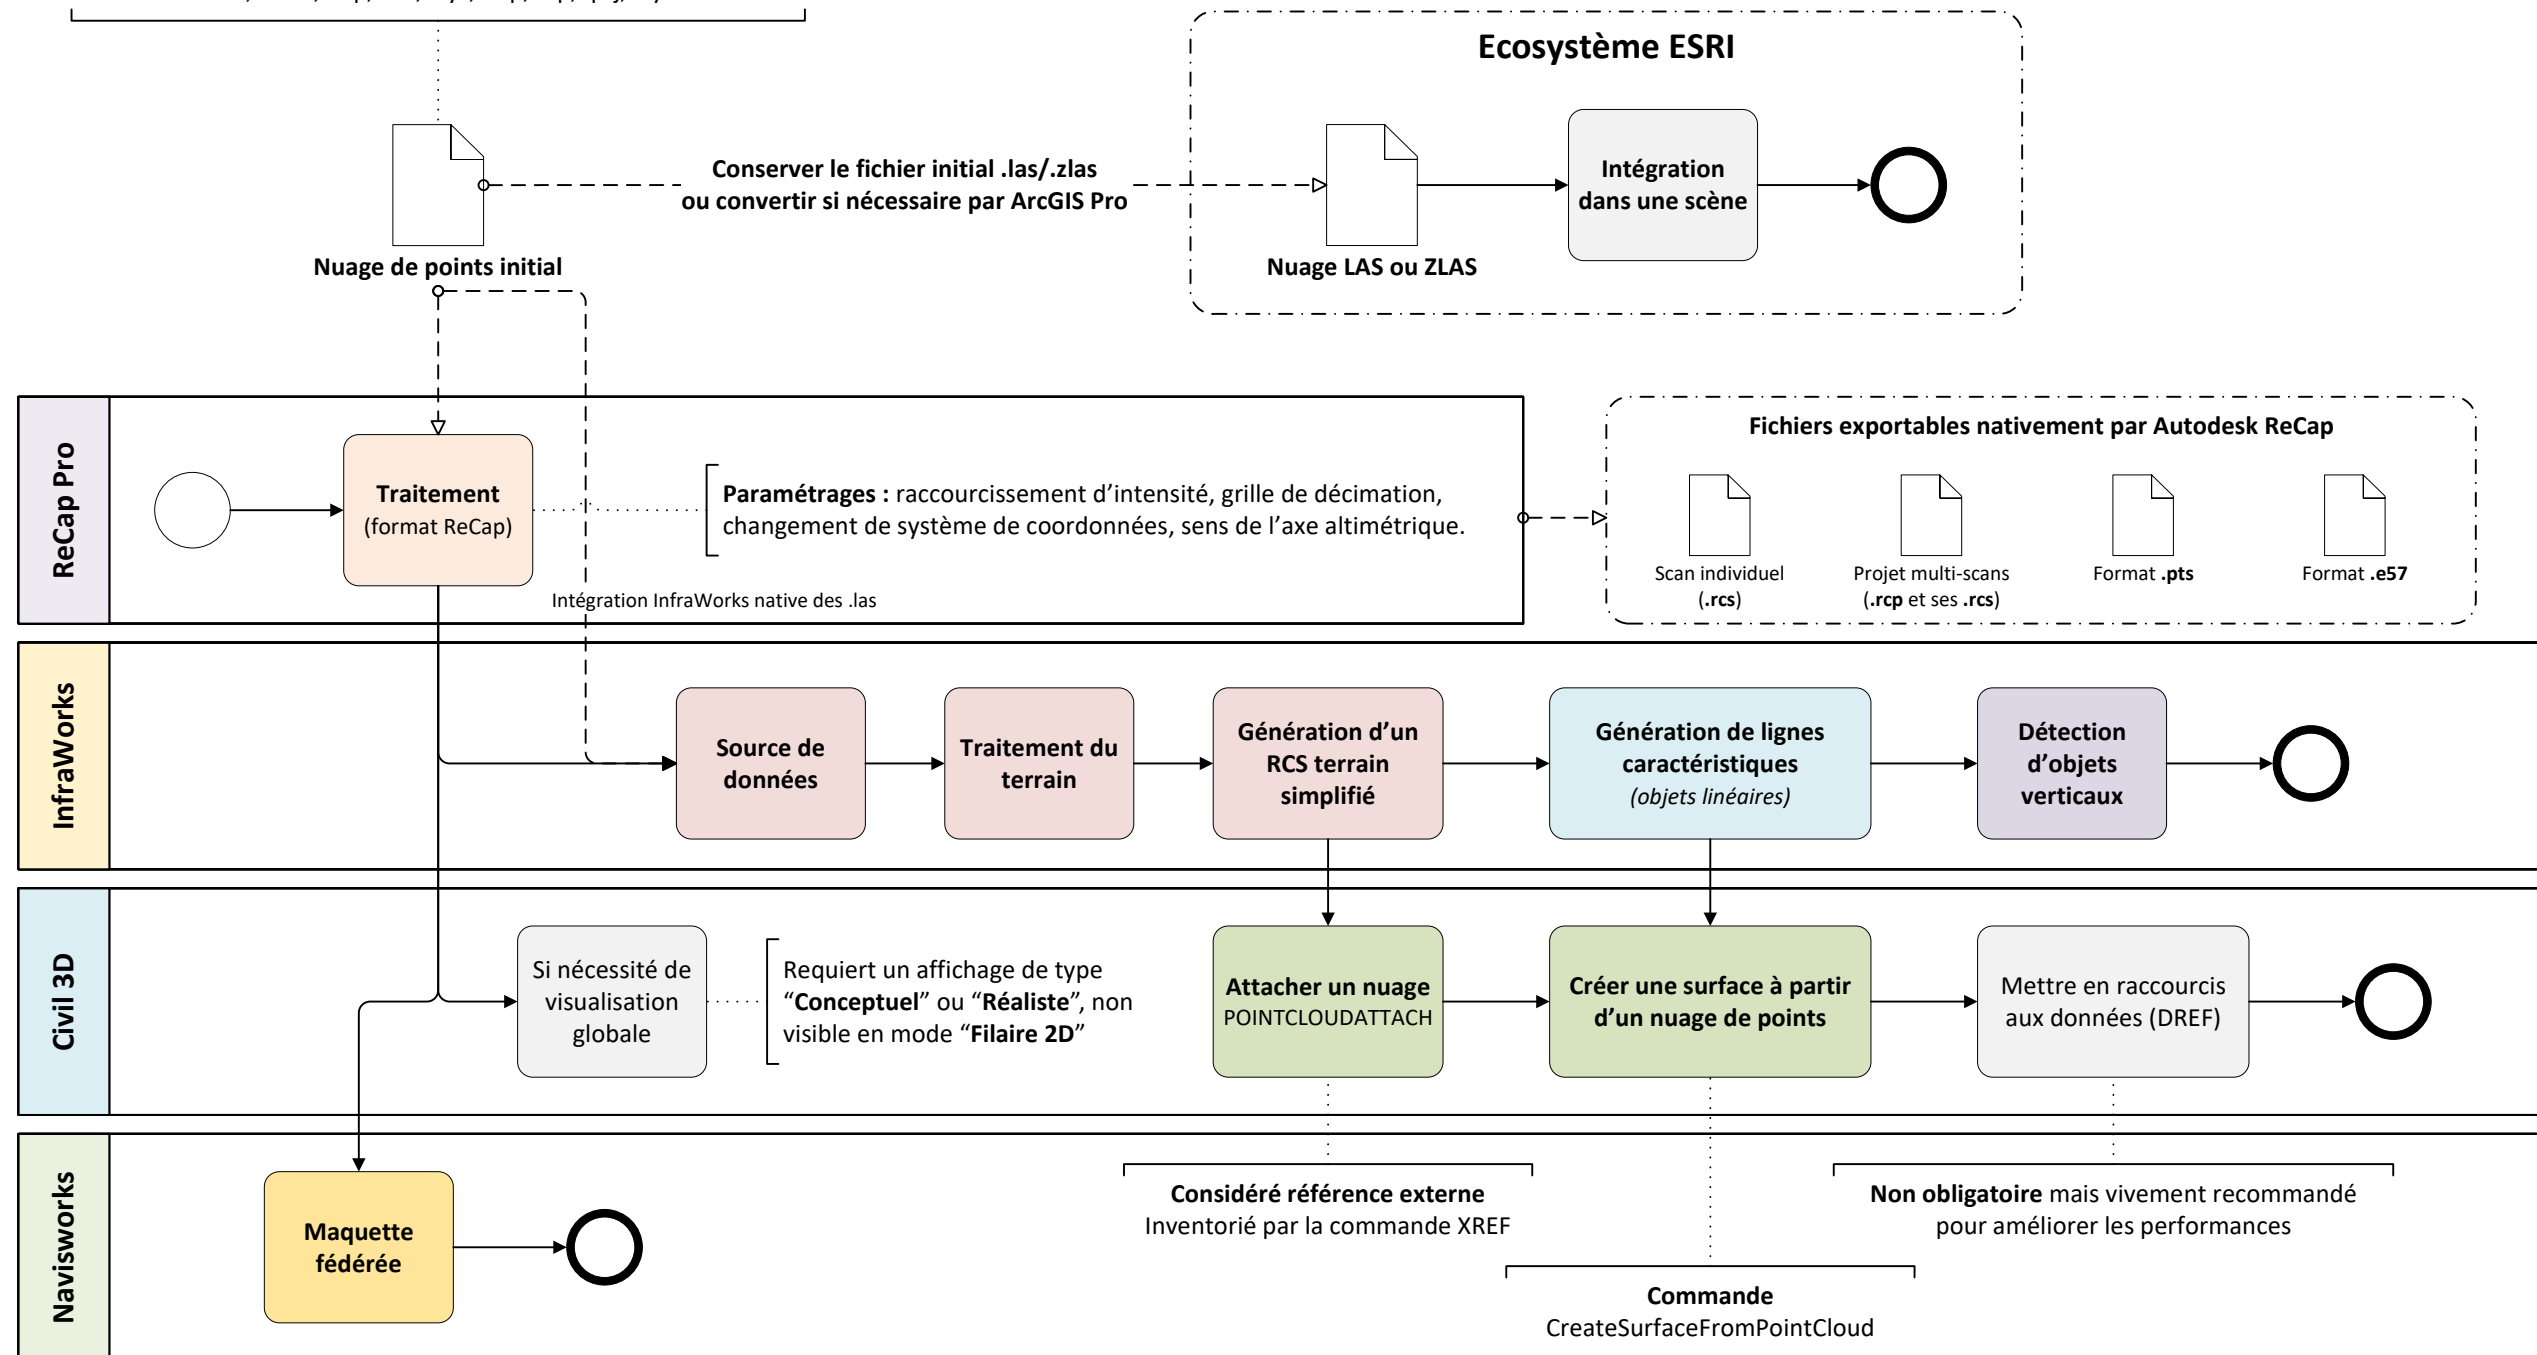 Ecosystème ESRI
Conserver le fichier initial .las/.zlas
ou convertir si nécessaire par ArcGIS Pro
Intégration
dans une scène
Nuage de points initial
Nuage LAS ou ZLAS
ReCap Pro
Traitement
(format ReCap)
Paramétrages : raccourcissement d’intensité, grille de décimation,
changement de système de coordonnées, sens de l’axe altimétrique.
Intégration InfraWorks native des .las
Fichiers exportables nativement par Autodesk ReCap
Scan individuel
(.rcs)
Projet multi-scans
(.rcp et ses .rcs)
Format .pts
Format .e57
InfraWorks
Source de
données
Traitement du
terrain
Génération d’un
RCS terrain
simplifié
Génération de lignes
caractéristiques
(objets linéaires)
Détection
d’objets
verticaux
Civil 3D
Si nécessité de
visualisation
globale
Requiert un affichage de type
“Conceptuel” ou “Réaliste”, non
visible en mode “Filaire 2D”
Attacher un nuage
POINTCLOUDATTACH
Créer une surface à partir
d’un nuage de points
Mettre en raccourcis
aux données (DREF)
Navisworks
Maquette
fédérée
Considéré référence externe
Inventorié par la commande XREF
Commande
CreateSurfaceFromPointCloud
Non obligatoire mais vivement recommandé
pour améliorer les performances